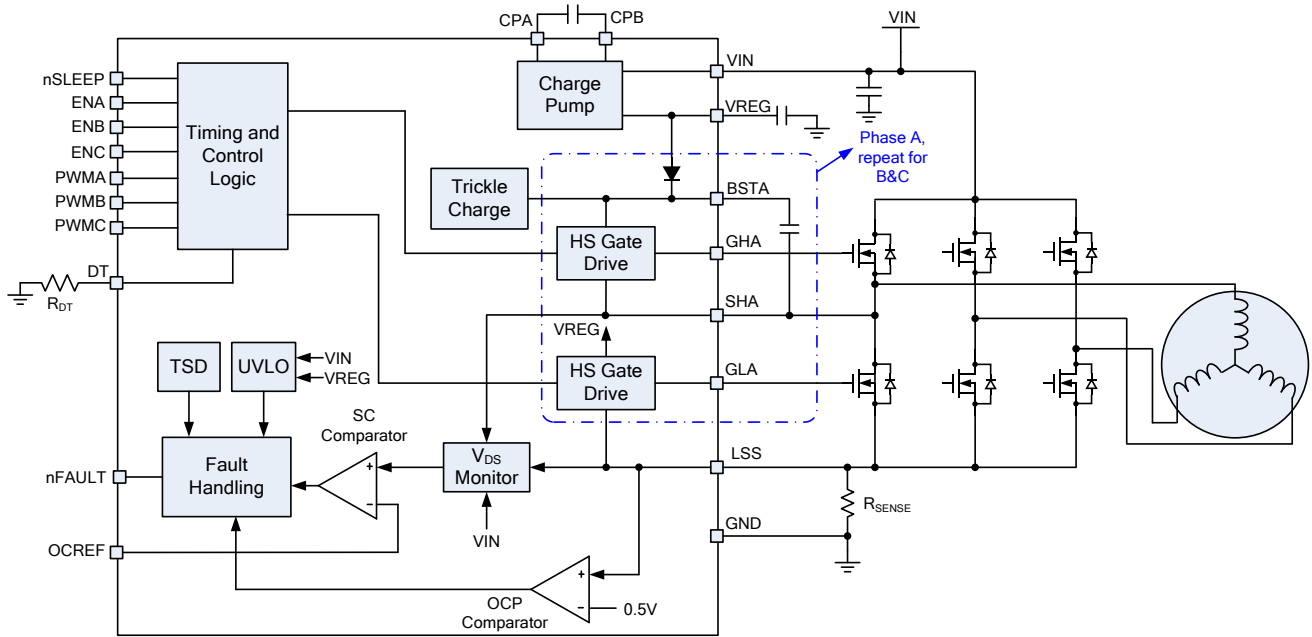 CPA
CPB
VIN
nSLEEP
ENA
ENB
ENC
PWMA
PWMB
PWMC
DT
RDT
Timing and
Control
Logic
Charge
Pump
VIN
VREG
Phase A,
repeat for
B&C
Trickle
Charge
BSTA
HS Gate
Drive
GHA
SHA
VREG
HS Gate
Drive
GLA
TSD
UVLO
VIN
VREG
SC
Comparator
Fault
Handling
+
−
VDS
Monitor
VIN
LSS
RSENSE
GND
nFAULT
OCREF
+
−
0.5V
OCP
Comparator